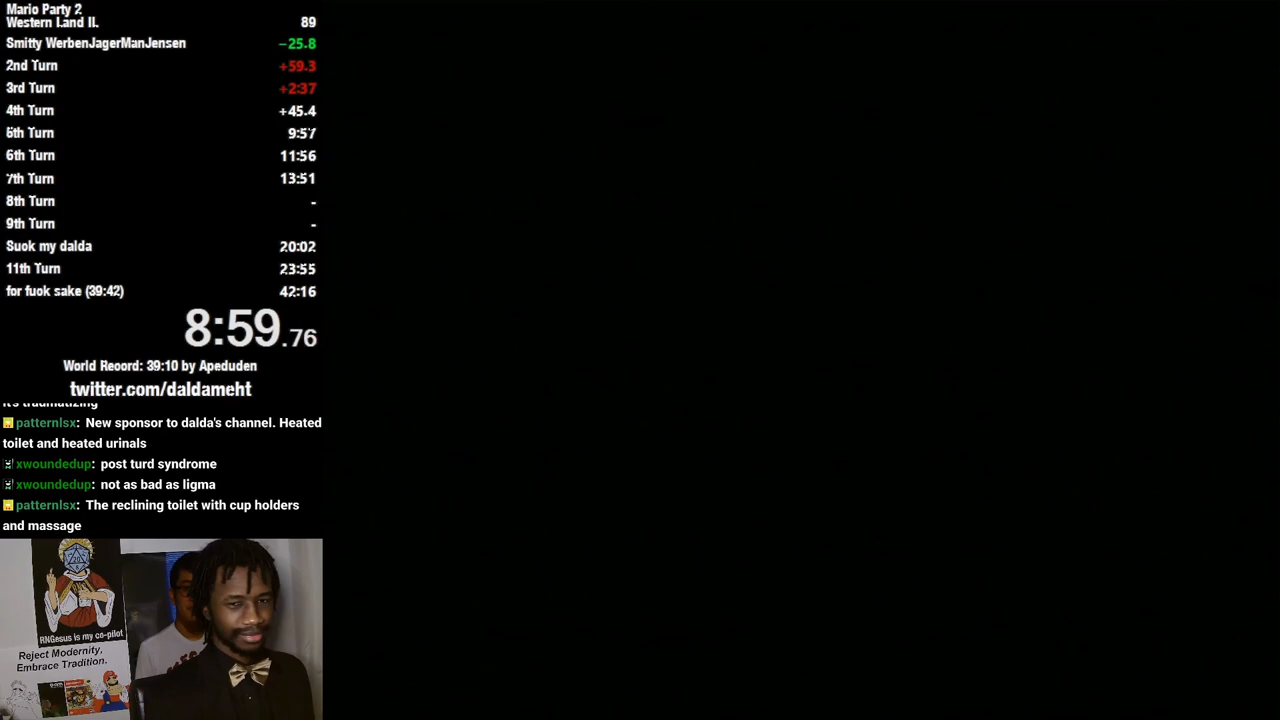 Mario Party 2
Western Land II. 89
Smitty WerbenJagerManJensen -25.8
2nd Turn +59.3
3rd Turn +2:37
4th Turn +45.4
5th Turn 9:57
6th Turn 11:56
7th Turn 13:51
8th Turn -
9th Turn -
Suok my dalda 20:02
11th Turn 23:55
for fuok sake (39:42) 42:16
8:59.76
World Reoord: 39:10 by Apeduden
twitter.com/daldameht
it's traumatizing
patternlsx: New sponsor to dalda's channel. Heated
toilet and heated urinals
xwoundedup: post turd syndrome
xwoundedup: not as bad as ligma
patternlsx: The reclining toilet with cup holders
and massage
RNGesus is my co-pilot
Reject Modernity,
Embrace Tradition.